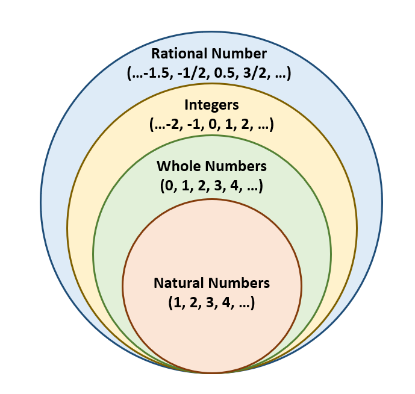 Rational Number
(…-1.5, -1/2, 0.5, 3/2, …)
Integers
(…-2, -1, 0, 1, 2, …)
Whole Numbers
(0, 1, 2, 3, 4, …)
Natural Numbers
(1, 2, 3, 4, …)